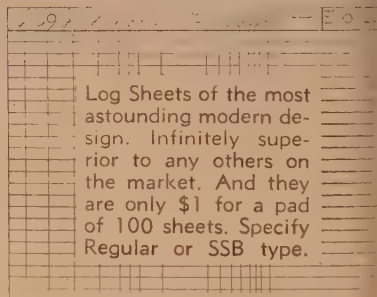 Log Sheets of the most
astounding modern de-
sign. Infinitely supe-
rior to any others on
the market. And they
are only $1 for a pad
of 100 sheets. Specify
Regular or SSB type.